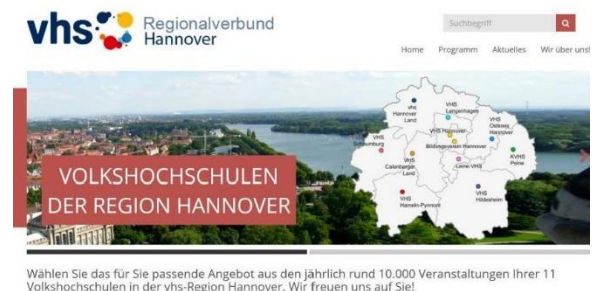 vhs
Regionalverbund
Hannover
Suchbegriff
Home Programm Aktuelles Wir über uns!
vhs
Hannover
Land
VHS
Langenhagen
VHS
Ostkreis
Hannover
VHS Hannover
VHS
Schaumburg
Bildungsverein Hannover
VHS
Calenberger
Land
Leine-VHS
KVHS
Peine
VHS
Hameln-Pyrmont
VHS
Hildesheim
VOLKSHOCHSCHULEN
DER REGION HANNOVER
Wählen Sie das für Sie passende Angebot aus den jährlich rund 10.000 Veranstaltungen Ihrer 11
Volkshochschulen in der vhs-Region Hannover. Wir freuen uns auf Sie!